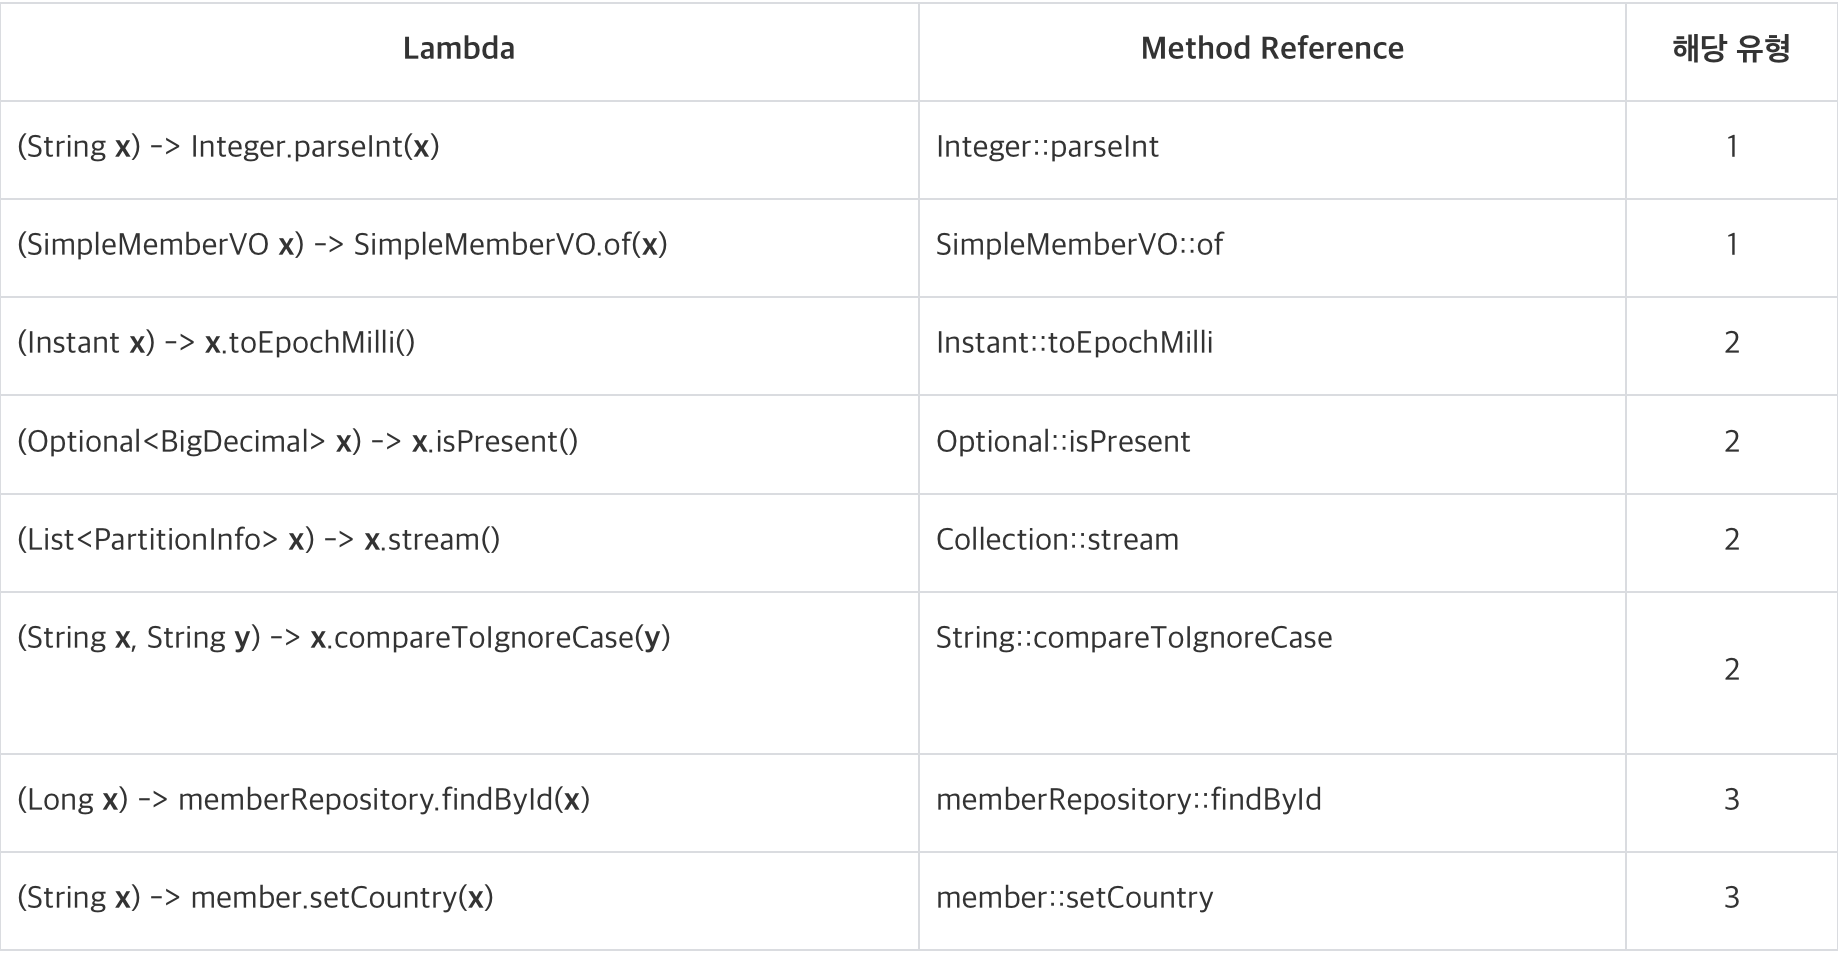 Lambda Method Reference 해당 유형
(String x) -> Integer.parseInt(x) Integer::parseInt 1
(SimpleMemberVO x) -> SimpleMemberVO.of(x) SimpleMemberVO::of 1
(Instant x) -> x.toEpochMilli() Instant::toEpochMilli 2
(Optional<BigDecimal> x) -> x.isPresent() Optional::isPresent 2
(List<PartitionInfo> x) -> x.stream() Collection::stream 2
(String x, String y) -> x.compareToIgnoreCase(y) String::compareToIgnoreCase 2
(Long x) -> memberRepository.findById(x) memberRepository::findById 3
(String x) -> member.setCountry(x) member::setCountry 3